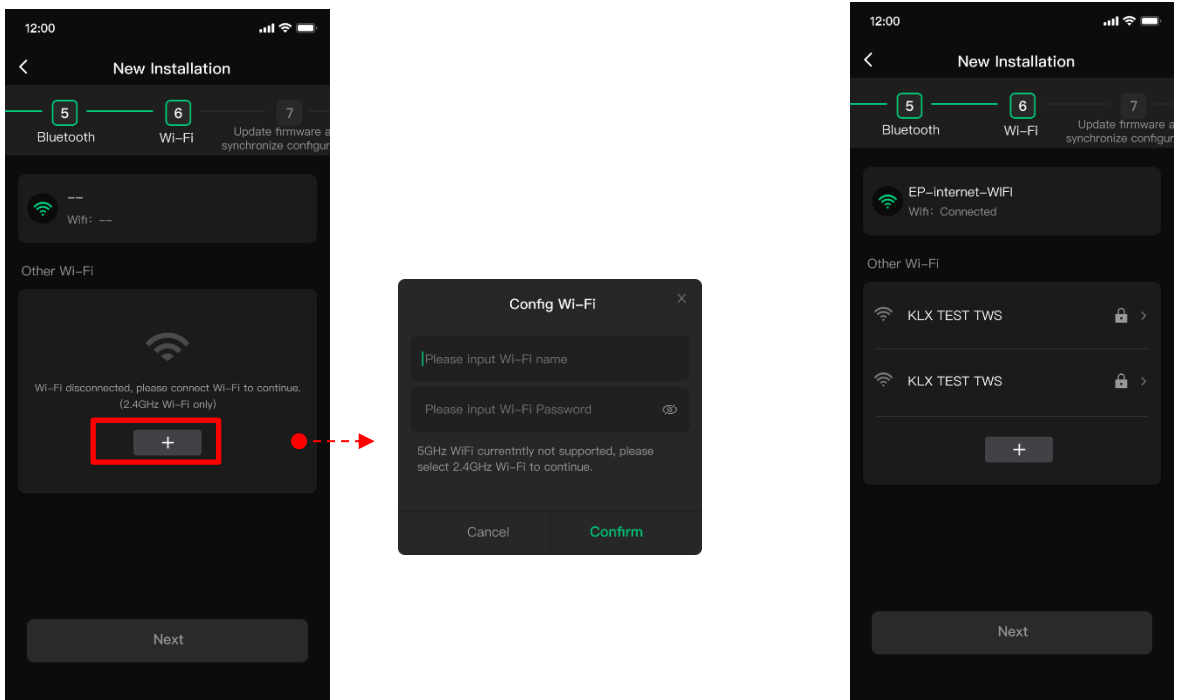 12:00
New Installation
5
6
7
Bluetooth
Wi-Fi
Update firmware a
synchronize configur
--
Wifi: --
Other Wi-Fi
Wi-Fi disconnected, please connect Wi-Fi to continue.
(2.4GHz Wi-Fi only)
+
Next
Config Wi-Fi
X
Please input Wi-Fi name
Please input Wi-Fi Password
5GHz WiFi currentntly not supported, please
select 2.4GHz Wi-Fi to continue.
Cancel
Confirm
12:00
New Installation
5
6
7
Bluetooth
Wi-Fi
Update firmware a
synchronize configur
EP-internet-WIFI
Wifi: Connected
Other Wi-Fi
KLX TEST TWS
KLX TEST TWS
+
Next